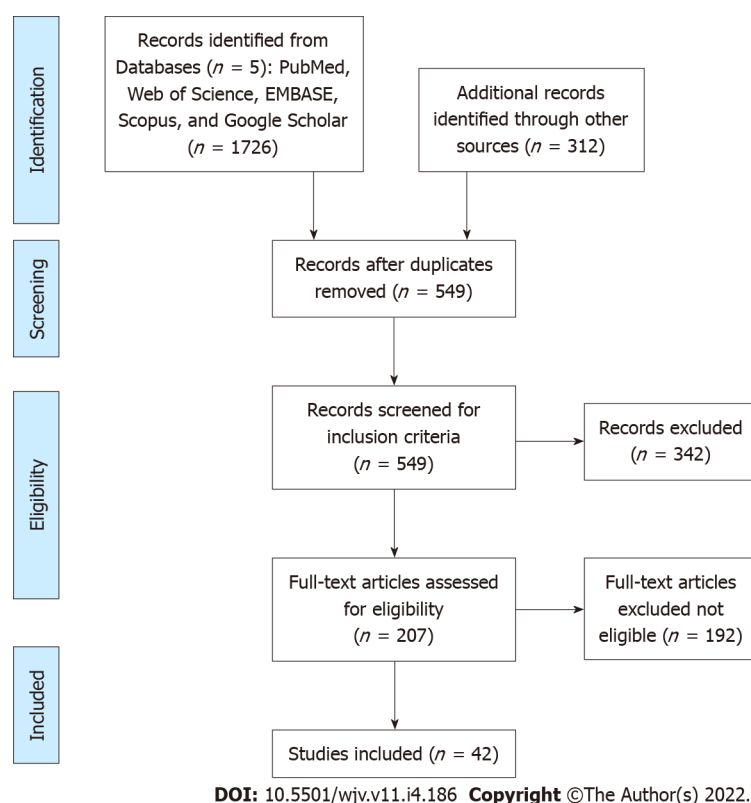 Identification
Records identified from
Databases (n = 5): PubMed,
Web of Science, EMBASE,
Scopus, and Google Scholar
(n = 1726)
Additional records
identified through other
sources (n = 312)
Screening
Records after duplicates
removed (n = 549)
Eligibility
Records screened for
inclusion criteria
(n = 549)
Records excluded
(n = 342)
Full-text articles assessed
for eligibility
(n = 207)
Full-text articles
excluded not
eligible (n = 192)
Included
Studies included (n = 42)
DOI: 10.5501/wjv.v11.i4.186 Copyright ©The Author(s) 2022.